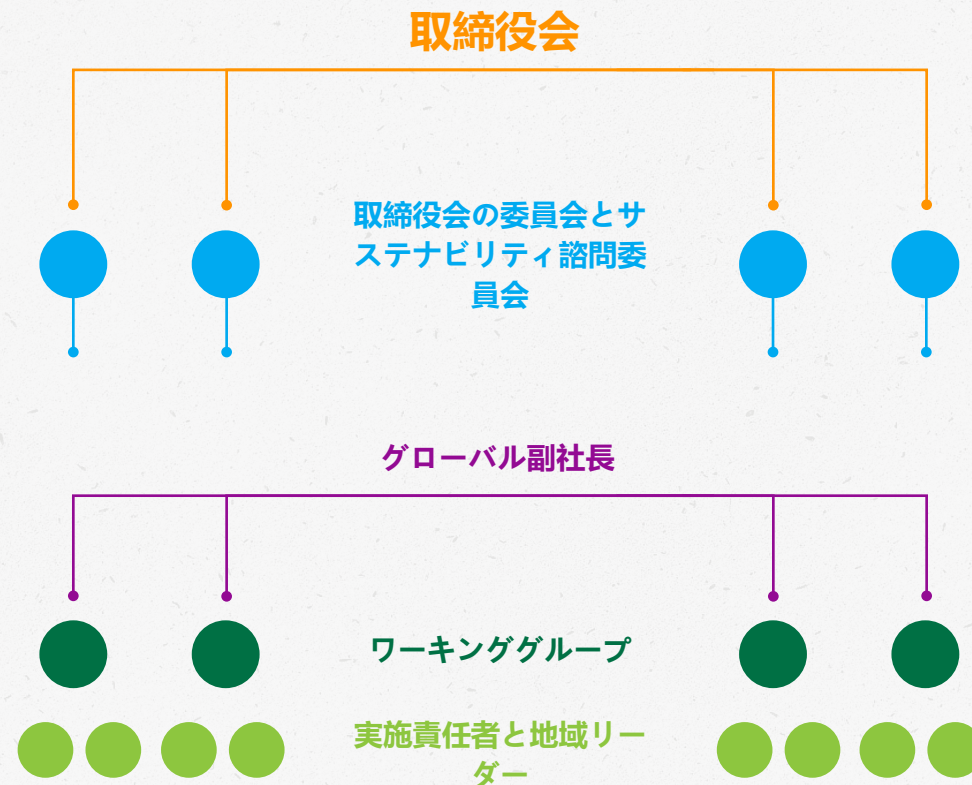 取締役会
取締役会の委員会とサ
ステナビリティ諮問委
員会
グローバル副社長
ワーキンググループ
実施責任者と地域リー
ダー